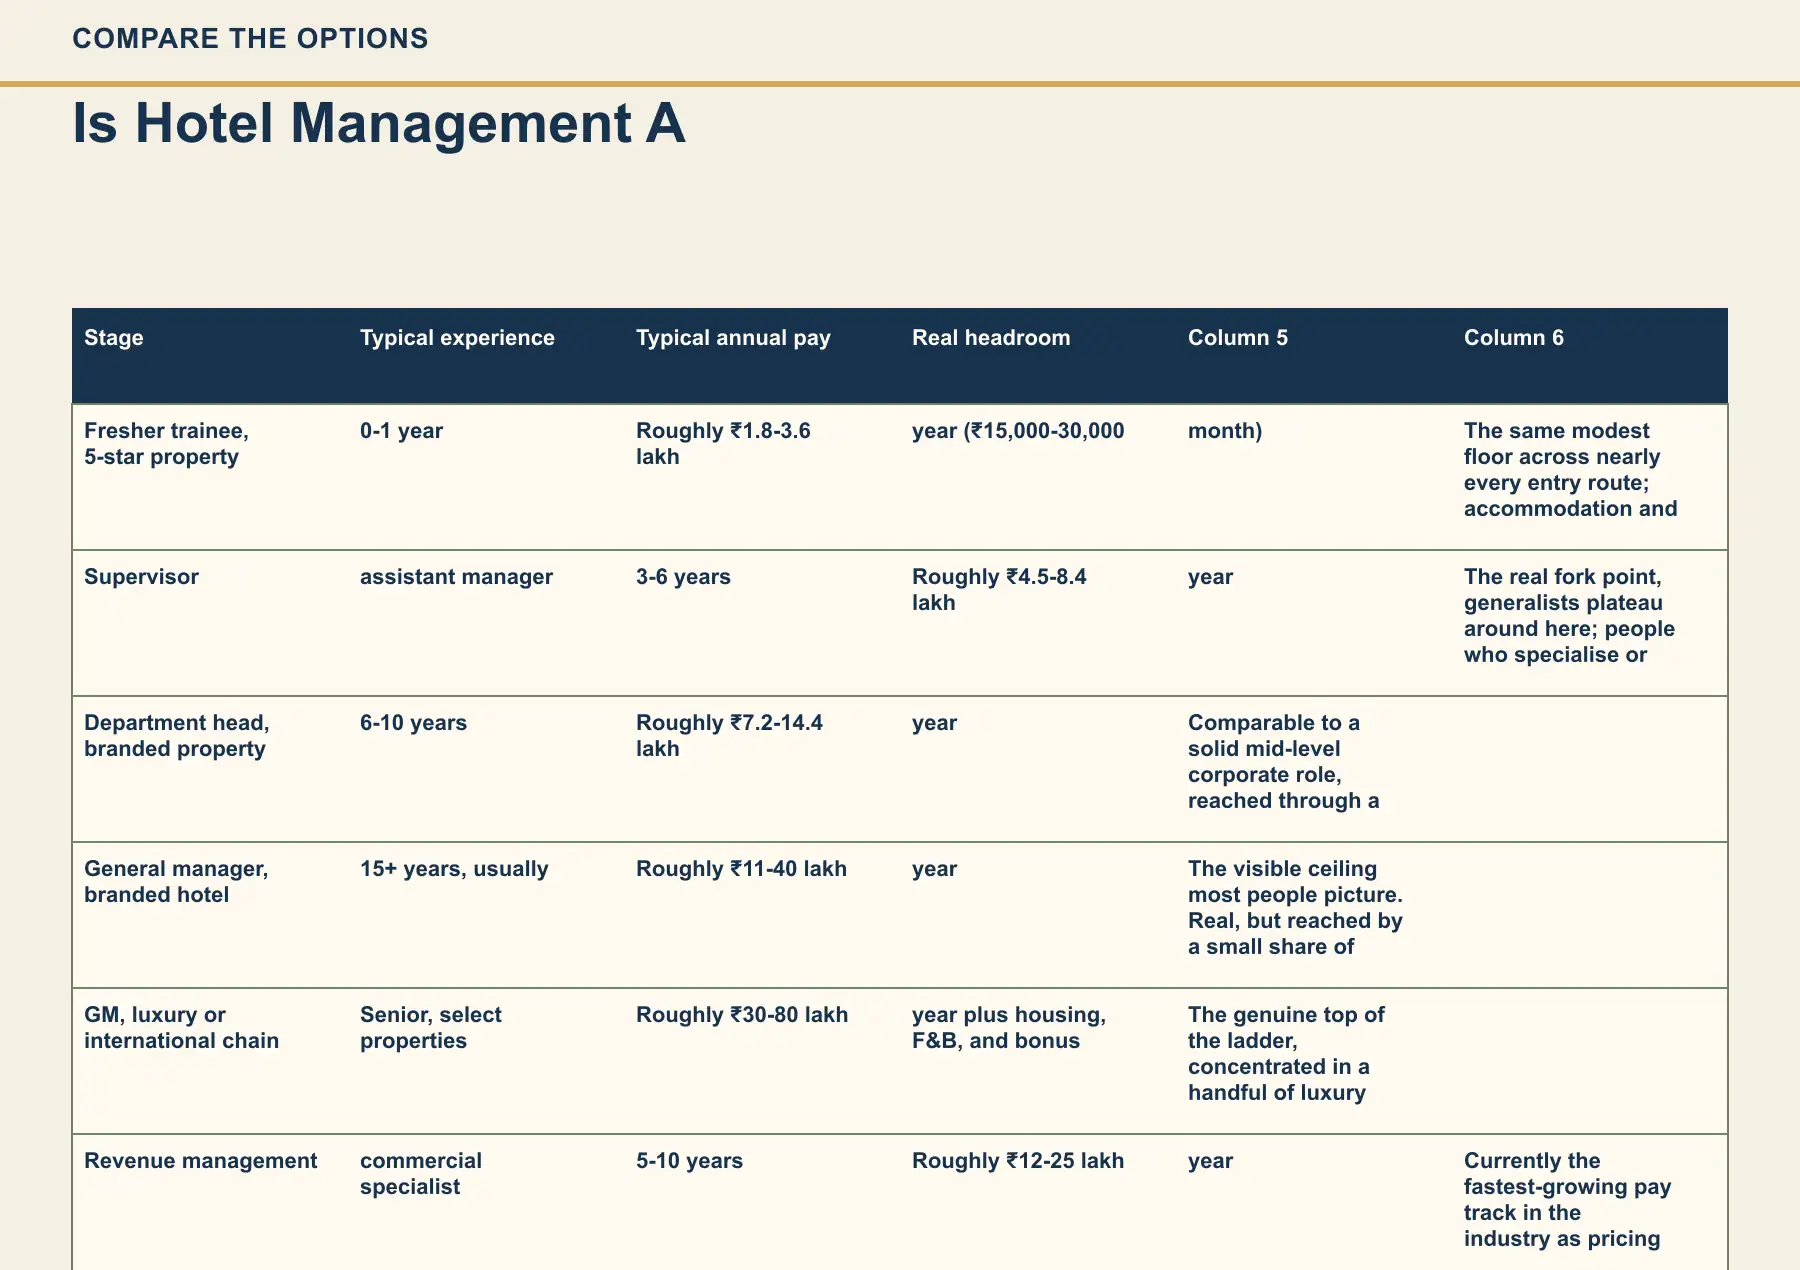 COMPARE THE OPTIONS
Is Hotel Management A
Stage Typical experience Typical annual pay Real headroom Column 5 Column 6
Fresher trainee,
5-star property
0-1 year
Roughly ₹1.8-3.6
lakh
year (₹15,000-30,000
month)
The same modest
floor across nearly
every entry route;
accommodation and
Supervisor
assistant manager
3-6 years
Roughly ₹4.5-8.4
lakh
year
The real fork point,
generalists plateau
around here; people
who specialise or
Department head,
branded property
6-10 years
Roughly ₹7.2-14.4
lakh
year
Comparable to a
solid mid-level
corporate role,
reached through a
General manager,
branded hotel
15+ years, usually
Roughly ₹11-40 lakh
year
The visible ceiling
most people picture.
Real, but reached by
a small share of
GM, luxury or
international chain
Senior, select
properties
Roughly ₹30-80 lakh
year plus housing,
F&B, and bonus
The genuine top of
the ladder,
concentrated in a
handful of luxury
Revenue management
commercial
specialist
5-10 years
Roughly ₹12-25 lakh
year
Currently the
fastest-growing pay
track in the
industry as pricing